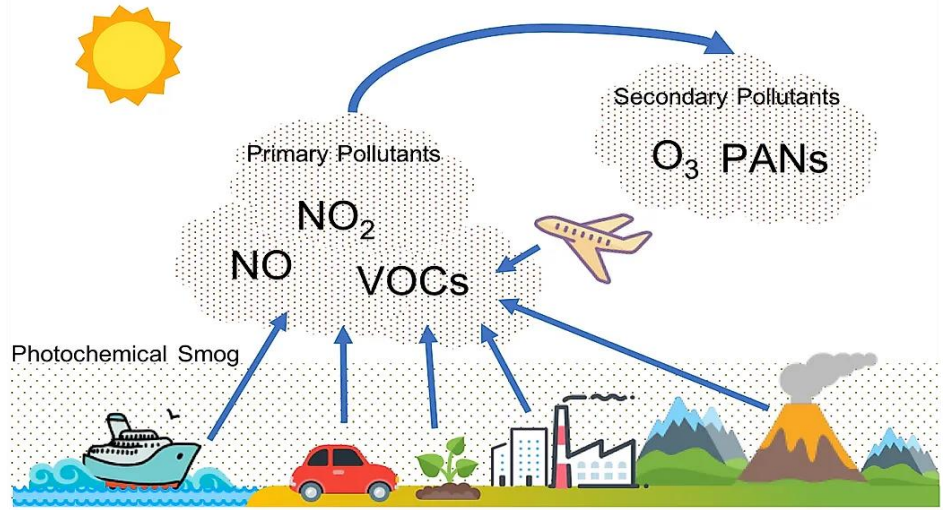 Secondary Pollutants
O₃ PANs
Primary Pollutants
NO₂
NO
VOCs
Photochemical Smog